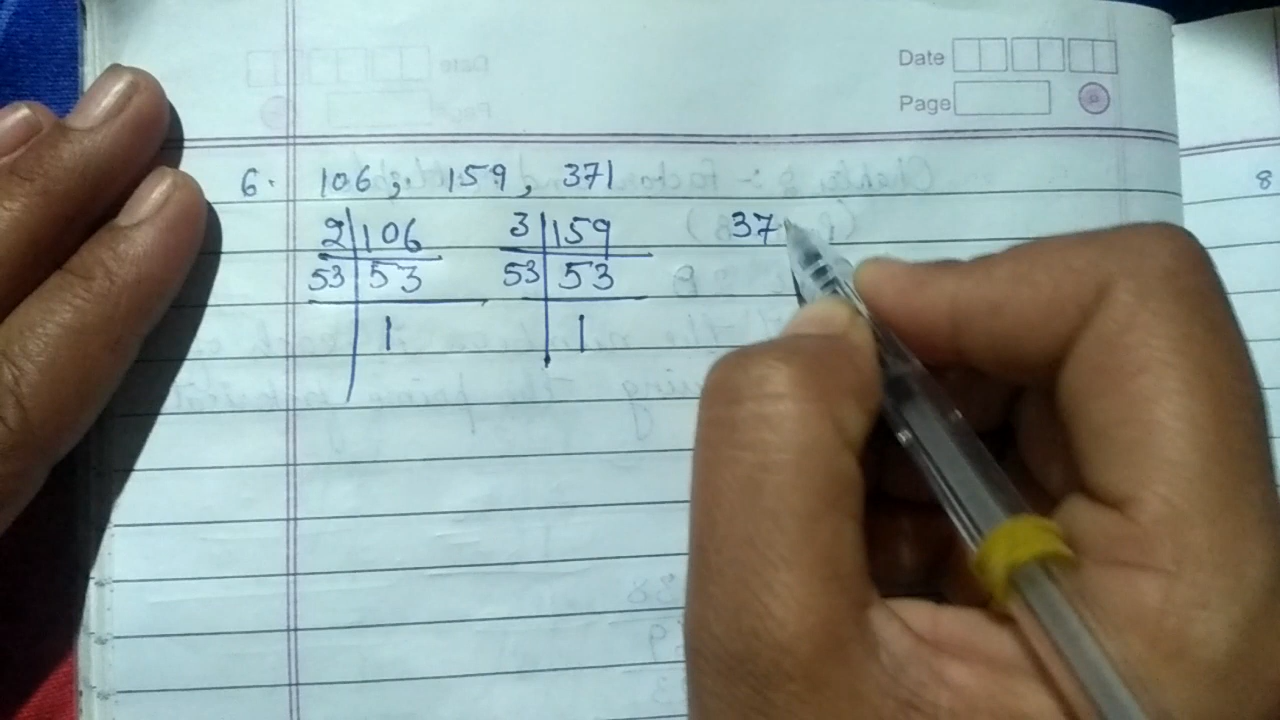 Date
Page
6. 106, 159, 371
8
2 106 3 159 37
53 53 53 53
1 1